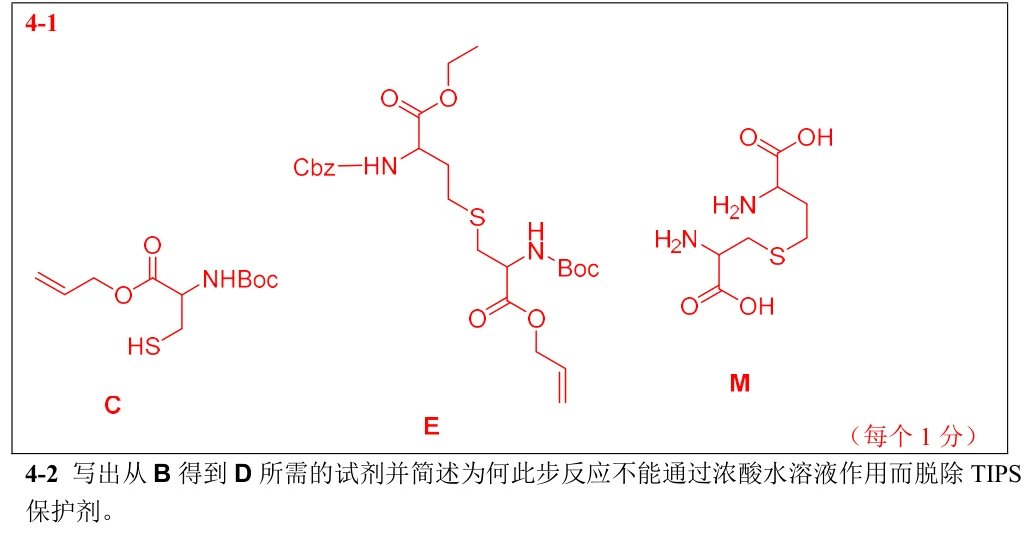 4-1
O
O
Cbz
HN
S
H
N
Boc
O
O
O
O
NHBoc
HS
C
E
O
OH
H2N
H2N
S
O
OH
M
（每个 1 分）
4-2 写出从 B 得到 D 所需的试剂并简述为何此步反应不能通过浓酸水溶液作用而脱除 TIPS
保护剂。